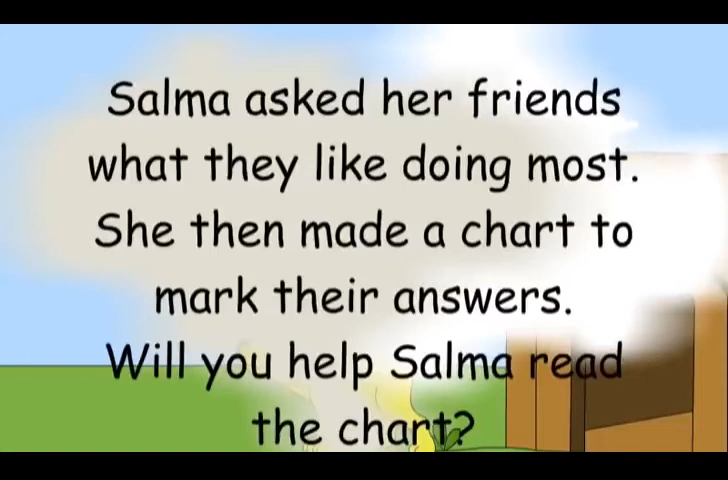 Salma asked her friends
what they like doing most.
She then made a chart to
mark their answers.
Will you help Salma read
the chart?